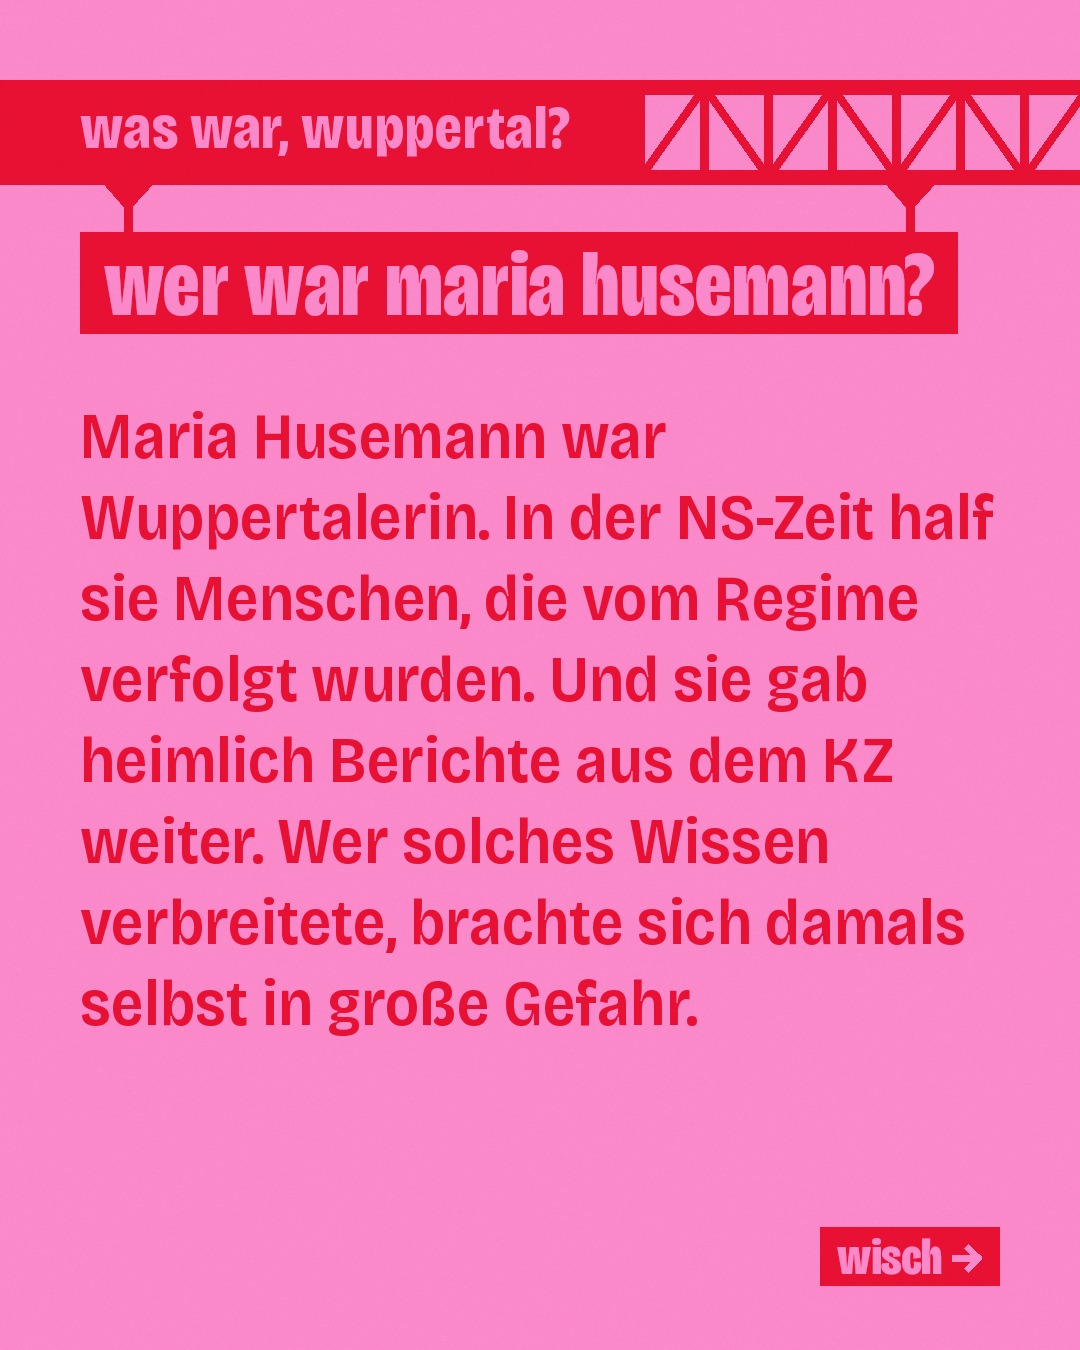 was war, wuppertal?
wer war maria husemann?
Maria Husemann war
Wuppertalerin. In der NS-Zeit half
sie Menschen, die vom Regime
verfolgt wurden. Und sie gab
heimlich Berichte aus dem KZ
weiter. Wer solches Wissen
verbreitete, brachte sich damals
selbst in große Gefahr.
wisch →